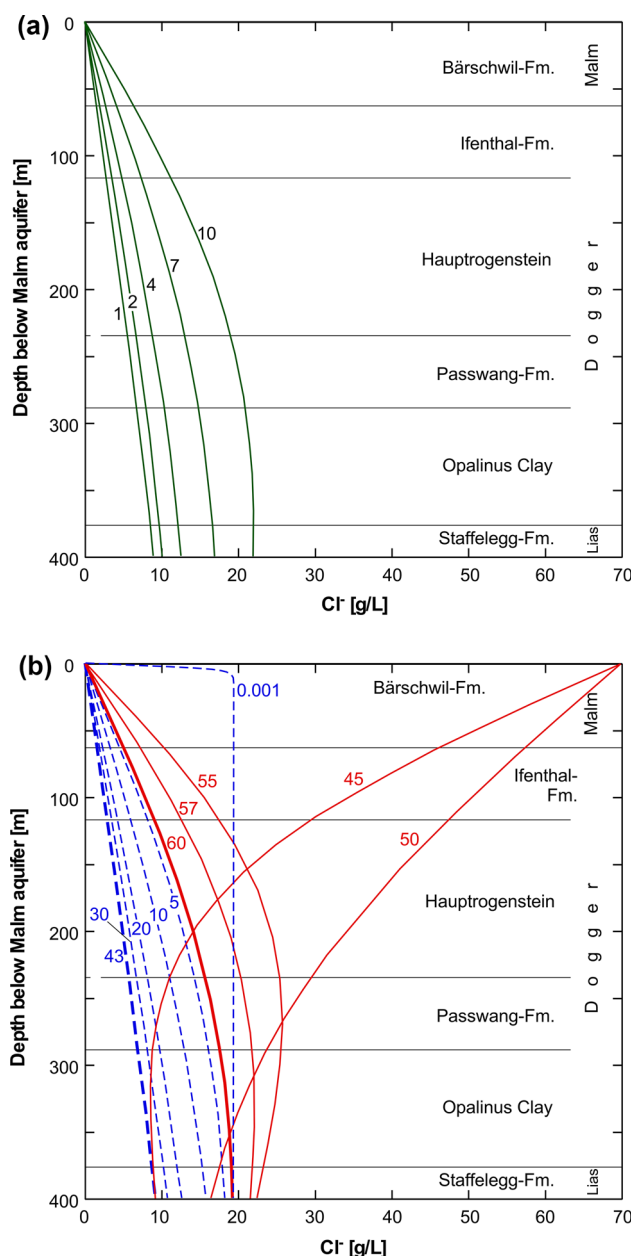 (a)
0
100
200
300
400
Depth below Malm aquifer [m]
Bärschwil-Fm.
Malm
Ifenthal-Fm.
10
7
4
2
1
Hauptrogenstein
Dogger
Passwang-Fm.
Opalinus Clay
Staffelegg-Fm.
Lias
0 10 20 30 40 50 60 70
Cl- [g/L]
(b)
0
100
200
300
400
Depth below Malm aquifer [m]
0.001
Bärschwil-Fm.
Malm
Ifenthal-
Fm.
55
45
57
60
50
5
10
20
30
43
Hauptrogenstein
Dogger
Passwang-Fm.
Opalinus Clay
Staffelegg-Fm.
Lias
0 10 20 30 40 50 60 70
Cl- [g/L]